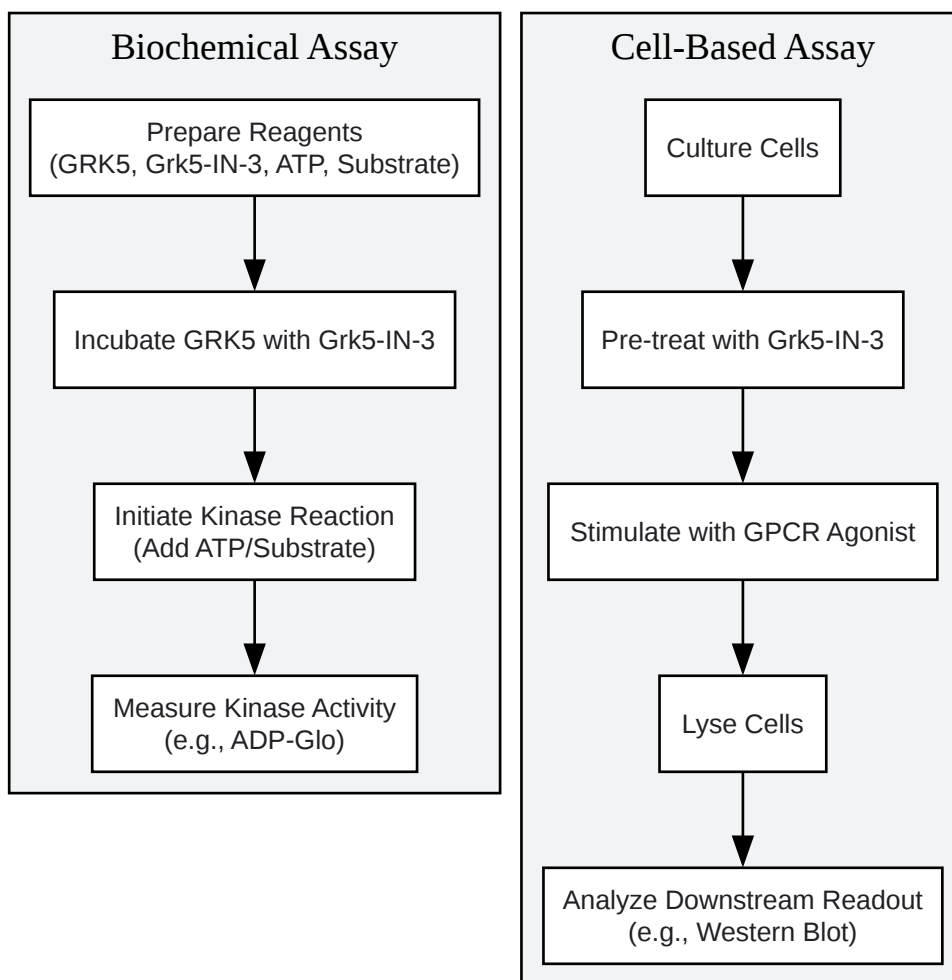 Biochemical Assay
Prepare Reagents
(GRK5, Grk5-IN-3, ATP, Substrate)
Incubate GRK5 with Grk5-IN-3
Initiate Kinase Reaction
(Add ATP/Substrate)
Measure Kinase Activity
(e.g., ADP-Glo)
Cell-Based Assay
Culture Cells
Pre-treat with Grk5-IN-3
Stimulate with GPCR Agonist
Lyse Cells
Analyze Downstream Readout
(e.g., Western Blot)